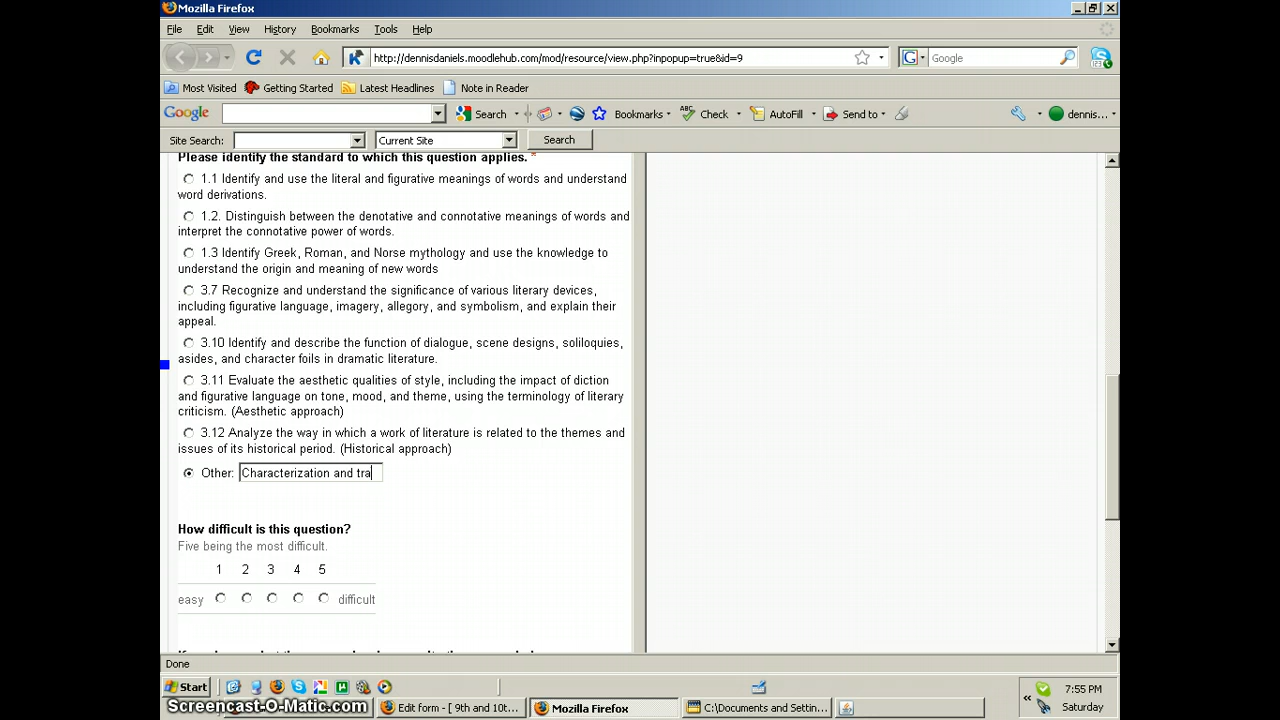 Mozilla Firefox
File Edit View History Bookmarks Tools Help
http://dennisdaniels.moodlehub.com/mod/resource/view.php?inpopup=true&id=9
G Google
Most Visited Getting Started Latest Headlines Note in Reader
Google Search Bookmarks Check AutoFill Send to dennis...
Site Search: Current Site Search
Please identify the standard to which this question applies. *
1.1 Identify and use the literal and figurative meanings of words and understand
word derivations.
1.2. Distinguish between the denotative and connotative meanings of words and
interpret the connotative power of words.
1.3 Identify Greek, Roman, and Norse mythology and use the knowledge to
understand the origin and meaning of new words
3.7 Recognize and understand the significance of various literary devices,
including figurative language, imagery, allegory, and symbolism, and explain their
appeal.
3.10 Identify and describe the function of dialogue, scene designs, soliloquies,
asides, and character foils in dramatic literature.
3.11 Evaluate the aesthetic qualities of style, including the impact of diction
and figurative language on tone, mood, and theme, using the terminology of literary
criticism. (Aesthetic approach)
3.12 Analyze the way in which a work of literature is related to the themes and
issues of its historical period. (Historical approach)
Other: Characterization and tra
How difficult is this question?
Five being the most difficult.
1 2 3 4 5
easy difficult
Done
Start
Screencast-O-Matic.com
Edit form - [ 9th and 10t... Mozilla Firefox C:\Documents and Settin...
7:55 PM
Saturday